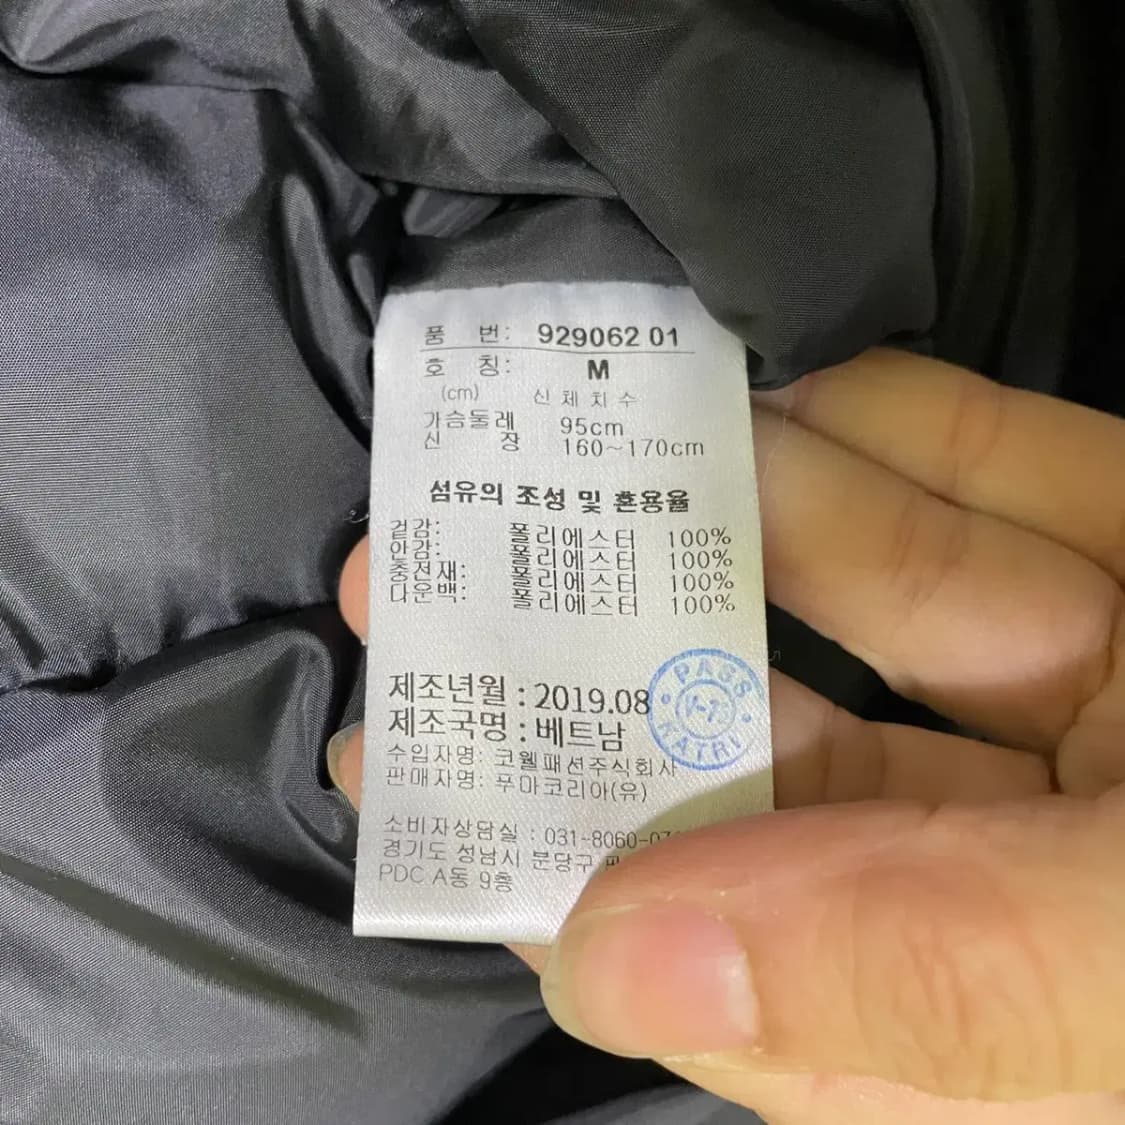 품 번: 929062 01
호 칭: M
(cm) 신체치수
가슴둘레 95cm
신 장 160~170cm
섬유의 조성 및 혼용율
겉감: 폴리에스터 100%
안감: 폴리에스터 100%
충전재: 폴리에스터 100%
다운백: 폴리에스터 100%
제조년월 : 2019.08
제조국명 : 베트남
수입자명: 코웰패션주식회사
판매자명: 푸마코리아(유)
소비자상담실 : 031-8060-07
경기도 성남시 분당구 판
PDC A동 9층
PASS
KATRI